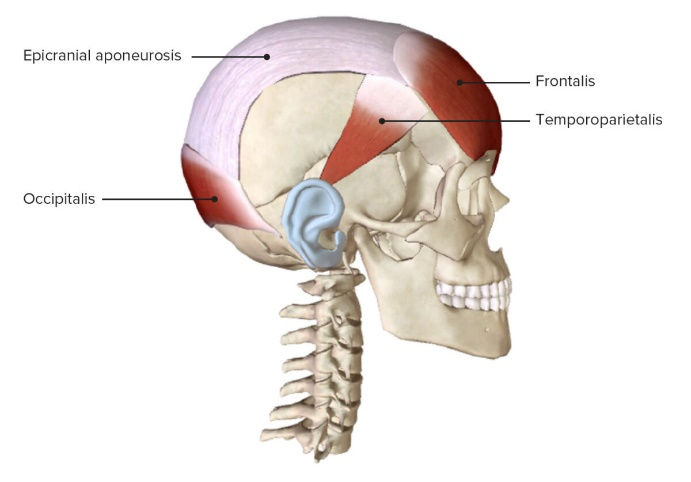 Epicranial aponeurosis
Frontalis
Temporoparietalis
Occipitalis